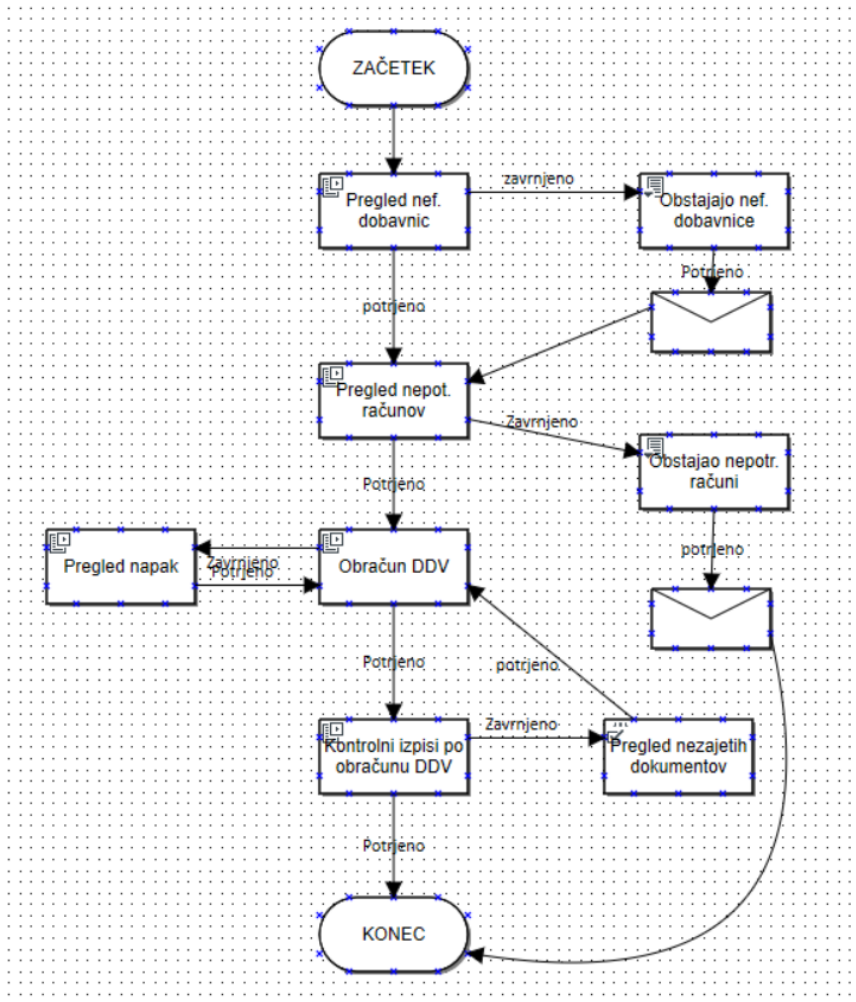 ZAČETEK
Pregled nef.
dobavnic
zavrnjeno
Obstajajo nef.
dobavnice
Potrjeno
potrjeno
Pregled nepot.
računov
Zavrnjeno
Obstajao nepotr.
računi
Potrjeno
potrjeno
Pregled napak
Zavrnjeno
Potrjeno
Obračun DDV
Potrjeno
potrjeno
Kontrolni izpisi po
obračunu DDV
Zavrnjeno
Pregled nezajetih
dokumentov
Potrjeno
KONEC